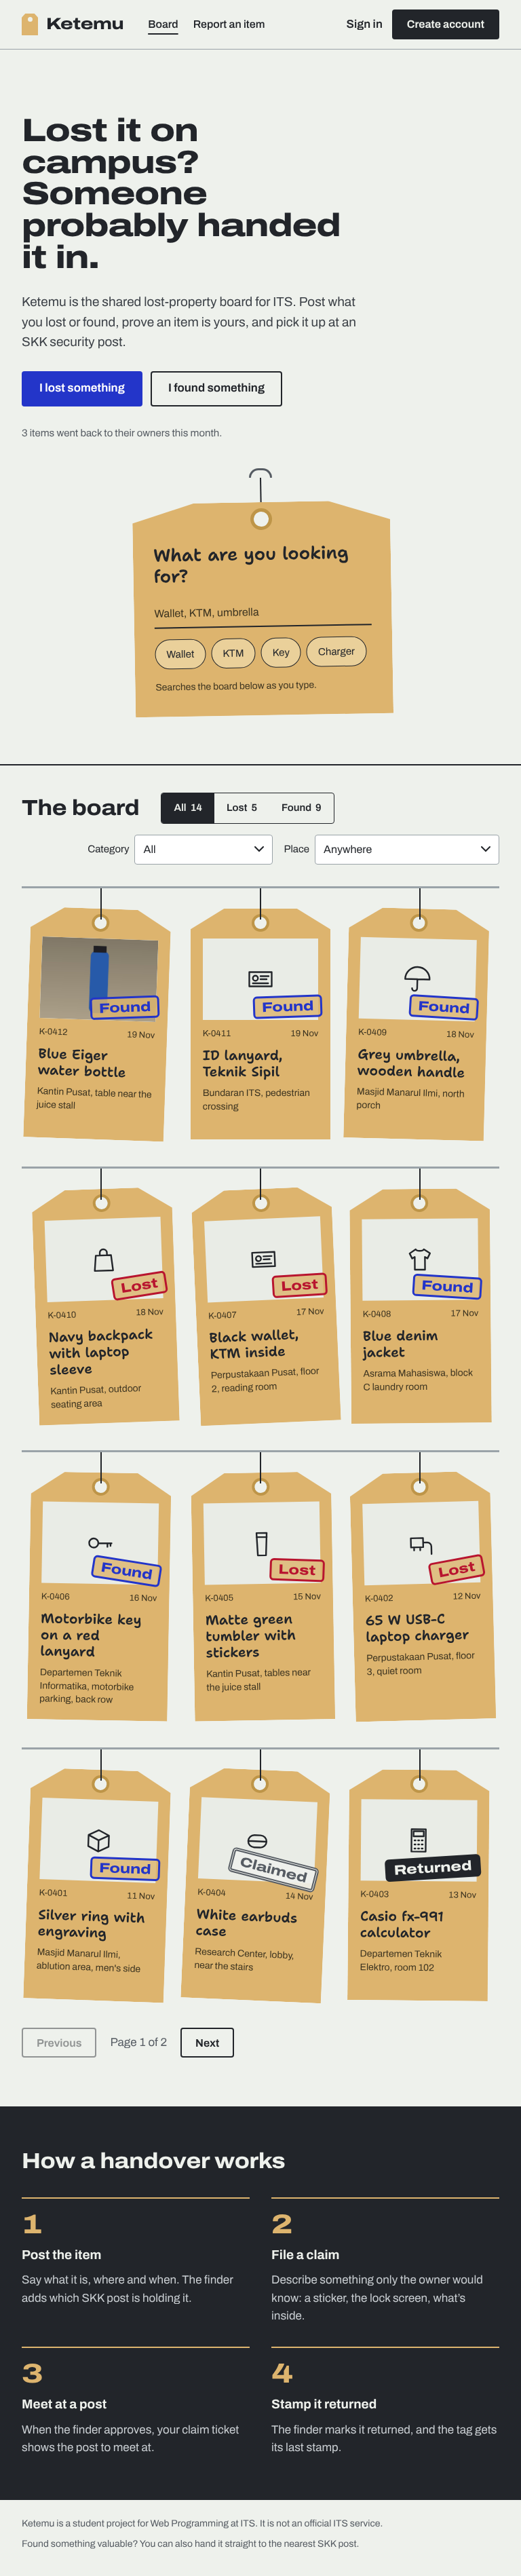 Ketemu
Board
Report an item
Sign in
Create account
Lost it on
campus?
Someone
probably handed
it in.
Ketemu is the shared lost-property board for ITS. Post what
you lost or found, prove an item is yours, and pick it up at an
SKK security post.
I lost something
I found something
3 items went back to their owners this month.
What are you looking
for?
Wallet, KTM, umbrella
Wallet
KTM
Key
Charger
Searches the board below as you type.
The board
All 14
Lost 5
Found 9
Category
All
Place
Anywhere
Found
K-0412
19 Nov
Blue Eiger
water bottle
Kantin Pusat, table near the
juice stall
Found
K-0411
19 Nov
ID lanyard,
Teknik Sipil
Bundaran ITS, pedestrian
crossing
Found
K-0409
18 Nov
Grey umbrella,
wooden handle
Masjid Manarul Ilmi, north
porch
Lost
K-0410
18 Nov
Navy backpack
with laptop
sleeve
Kantin Pusat, outdoor
seating area
Lost
K-0407
17 Nov
Black wallet,
KTM inside
Perpustakaan Pusat, floor
2, reading room
Found
K-0408
17 Nov
Blue denim
jacket
Asrama Mahasiswa, block
C laundry room
Found
K-0406
16 Nov
Motorbike key
on a red
lanyard
Departemen Teknik
Informatika, motorbike
parking, back row
Lost
K-0405
15 Nov
Matte green
tumbler with
stickers
Kantin Pusat, tables near
the juice stall
Lost
K-0402
12 Nov
65 W USB-C
laptop charger
Perpustakaan Pusat, floor
3, quiet room
Found
K-0401
11 Nov
Silver ring with
engraving
Masjid Manarul Ilmi,
ablution area, men's side
Claimed
K-0404
14 Nov
White earbuds
case
Research Center, lobby,
near the stairs
Returned
K-0403
13 Nov
Casio fx-991
calculator
Departemen Teknik
Elektro, room 102
Previous
Page 1 of 2
Next
How a handover works
1
Post the item
Say what it is, where and when. The finder
adds which SKK post is holding it.
2
File a claim
Describe something only the owner would
know: a sticker, the lock screen, what's
inside.
3
Meet at a post
When the finder approves, your claim ticket
shows the post to meet at.
4
Stamp it returned
The finder marks it returned, and the tag gets
its last stamp.
Ketemu is a student project for Web Programming at ITS. It is not an official ITS service.
Found something valuable? You can also hand it straight to the nearest SKK post.